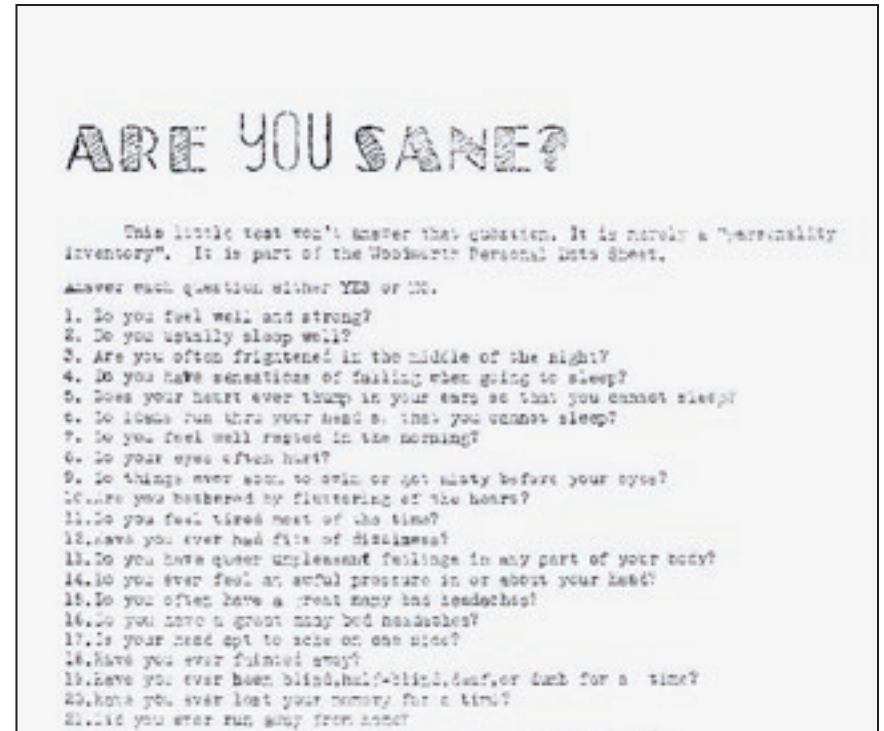 ARE YOU SANE?
This little test won't answer that question. It is merely a "personality
inventory". It is part of the Woodworth Personal Data Sheet.
Answer each question either YES or NO.
1. Do you feel well and strong?
2. Do you usually sleep well?
3. Are you often frightened in the middle of the night?
4. Do you have sensations of falling when going to sleep?
5. Does your heart ever thump in your ears so that you cannot sleep?
6. Do ideas run thru your head so that you cannot sleep?
7. Do you feel well rested in the morning?
8. Do your eyes often hurt?
9. Do things ever seem to swim or get misty before your eyes?
10.Are you bothered by fluttering of the heart?
11.Do you feel tired most of the time?
12.Have you ever had fits of dizziness?
13.Do you have queer unpleasant feelings in any part of your body?
14.Do you ever feel an awful pressure in or about your head?
15.Do you often have a great many bad headaches?
16.Do you have a great many bed headaches?
17.Is your head apt to ache on one side?
18.Have you ever fainted away?
19.Have you ever been blind,half-blind,deaf,or dumb for a time?
20.Have you ever lost your memory for a time?
21.Did you ever run away from home?